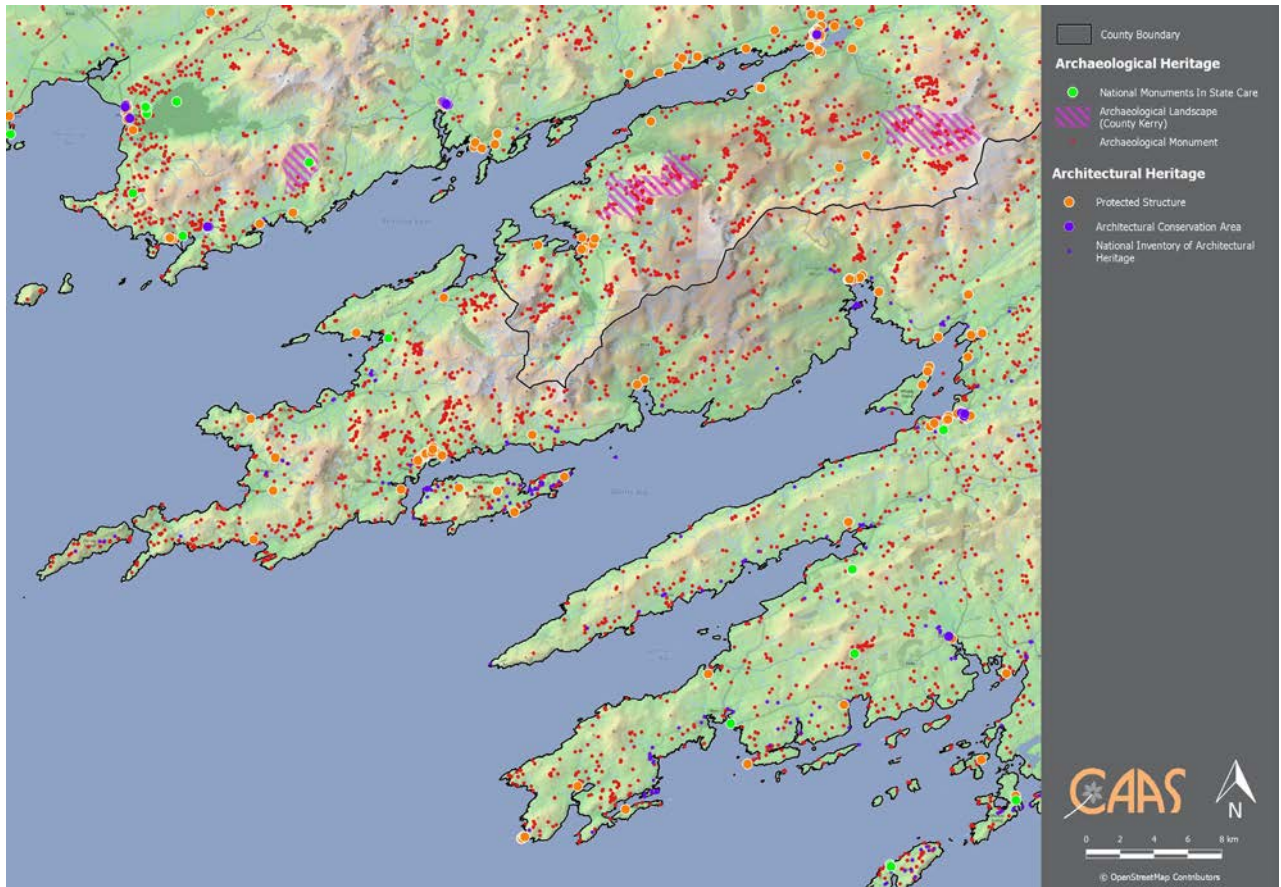 County Boundary
Archaeological Heritage
National Monuments In State Care
Archaeological Landscape
(County Kerry)
Archaeological Monument
Architectural Heritage
Protected Structure
Architectural Conservation Area
National Inventory of Architectural
Heritage
CAAS
N
0 2 4 6 8 km
© OpenStreetMap Contributors